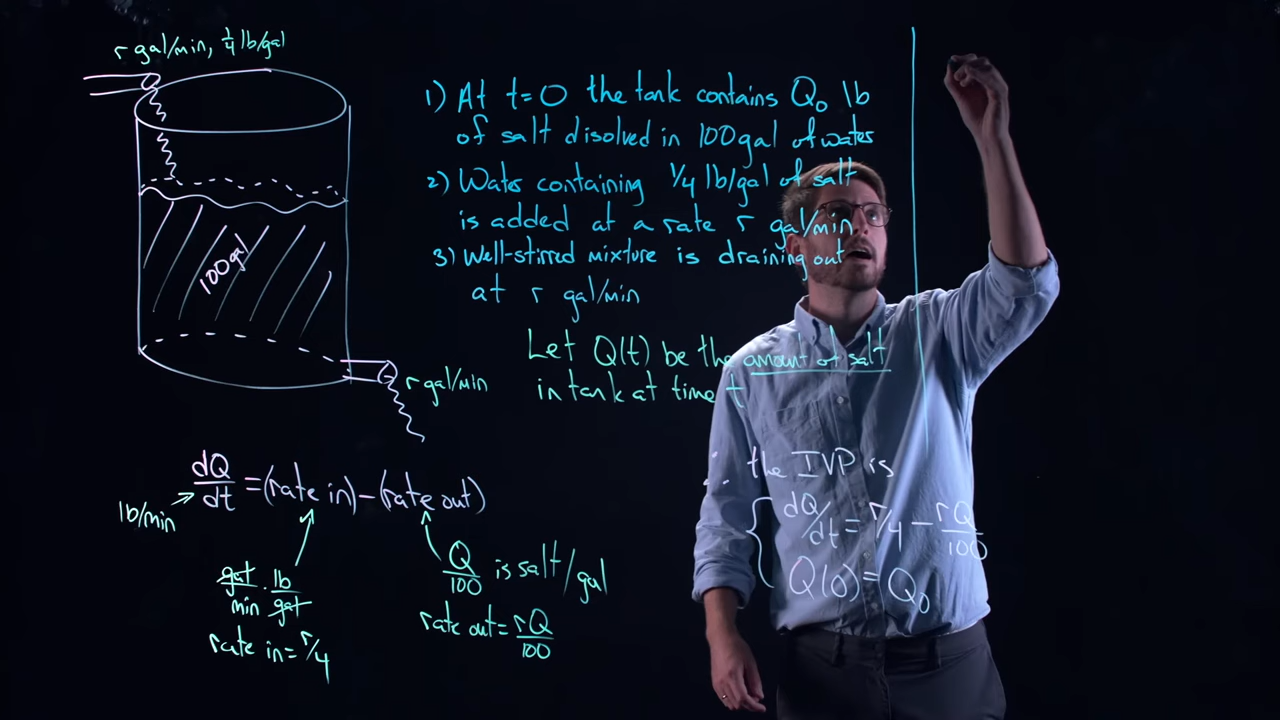 r gal/min, 1/4 lb/gal
100gal
r gal/min
1) At t=0 the tank contains Q₀ lb
of salt disolved in 100gal of water
2) Water containing 1/4 lb/gal of salt
is added at a rate r gal/min
3) Well-stirred mixture is draining out
at r gal/min
Let Q(t) be the amount of salt
in tank at time t
dQ/dt = (rate in) - (rate out)
lb/min
gal/min · lb/gal
rate in = r/4
Q/100 is salt/gal
rate out = rQ/100
∴ the IVP is
dQ/dt = r/4 - rQ/100
Q(0) = Q₀